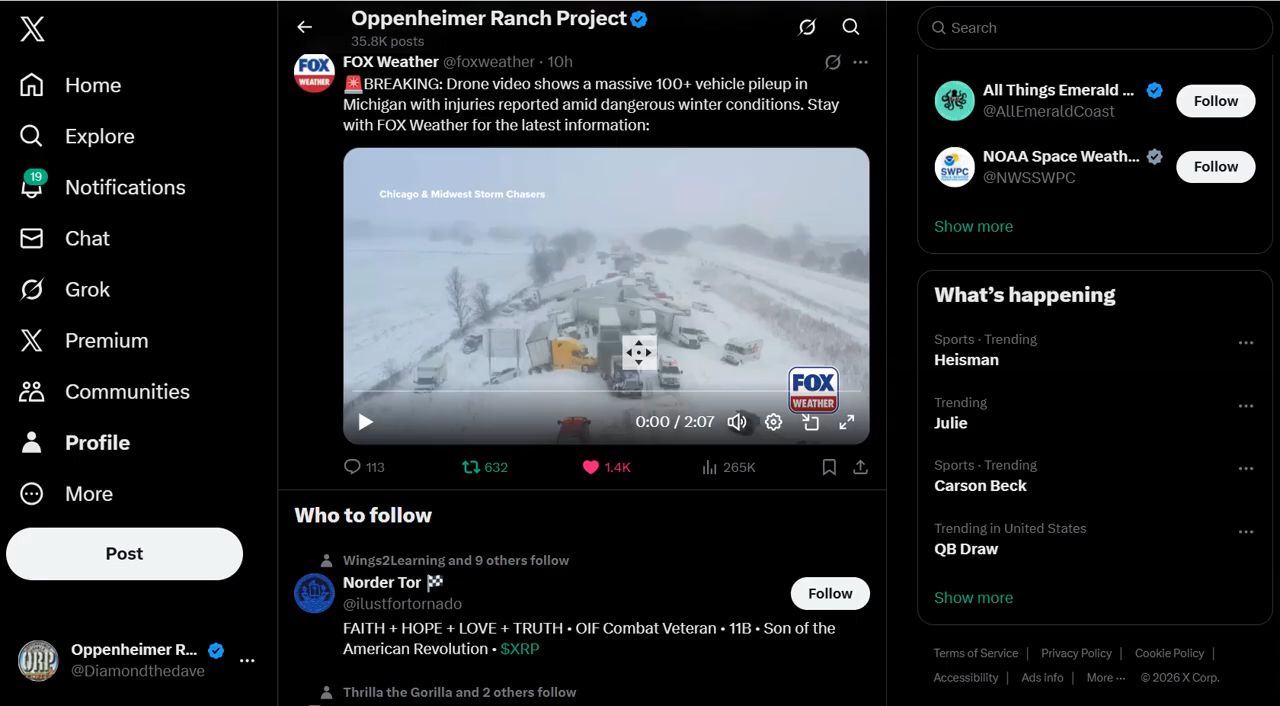 Home
Explore
19
Notifications
Chat
Grok
Premium
Communities
Profile
More
Post
Oppenheimer R...
@Diamondthedave
Oppenheimer Ranch Project
35.8K posts
FOX Weather @foxweather · 10h
🚨BREAKING: Drone video shows a massive 100+ vehicle pileup in
Michigan with injuries reported amid dangerous winter conditions. Stay
with FOX Weather for the latest information:
Chicago & Midwest Storm Chasers
FOX
WEATHER
0:00 / 2:07
113
632
1.4K
265K
Who to follow
Wings2Learning and 9 others follow
Norder Tor 🏁
@ilustfortornado
Follow
FAITH + HOPE + LOVE + TRUTH • OIF Combat Veteran • 11B • Son of the
American Revolution • $XRP
Thrilla the Gorilla and 2 others follow
Search
All Things Emerald ...
@AllEmeraldCoast
Follow
NOAA Space Weath...
@NWSSWPC
Follow
Show more
What's happening
Sports · Trending
Heisman
Trending
Julie
Sports · Trending
Carson Beck
Trending in United States
QB Draw
Show more
Terms of Service | Privacy Policy | Cookie Policy |
Accessibility | Ads info | More ··· © 2026 X Corp.
FOX
WEATHER
SWPC
ORP